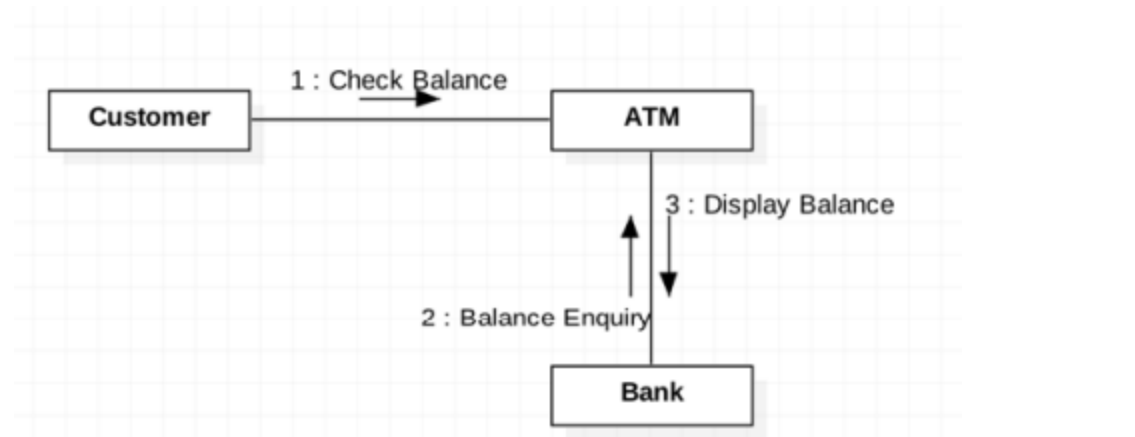 1 : Check Balance
Customer
ATM
3 : Display Balance
2 : Balance Enquiry
Bank